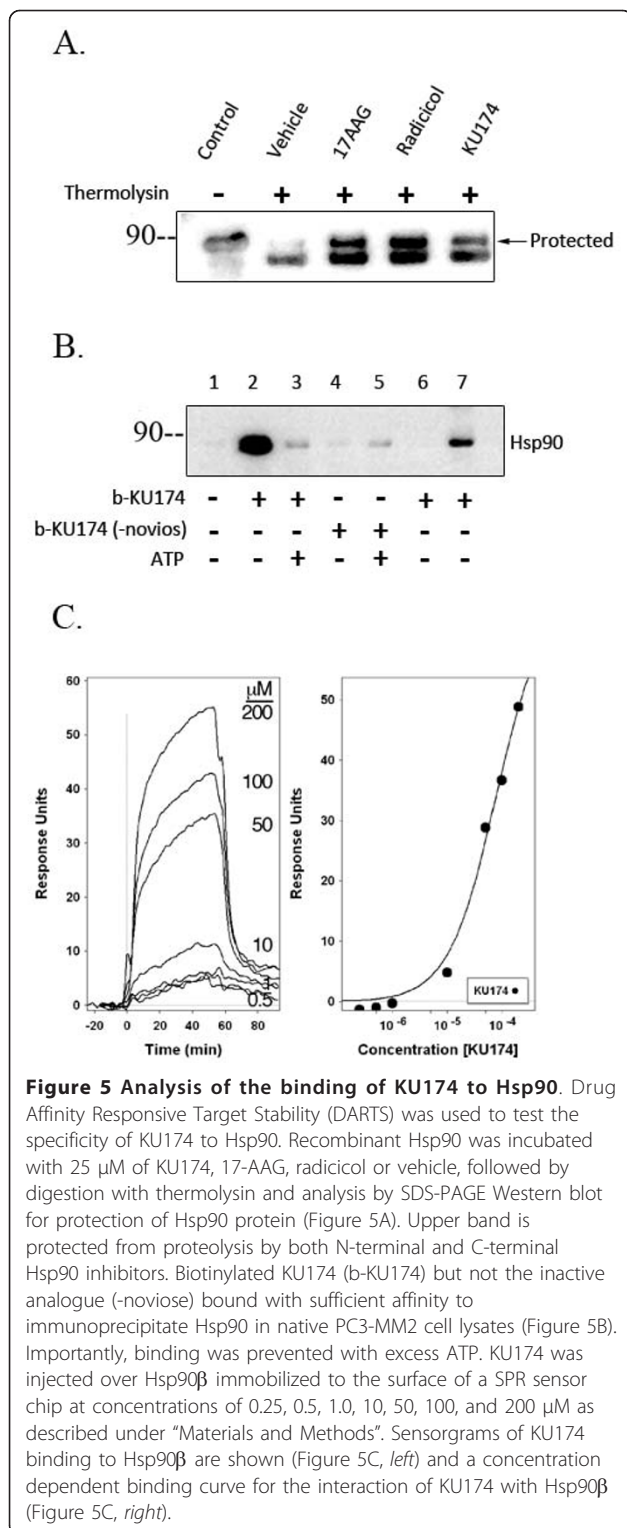 A.
Control Vehicle 17AAG Radicicol KU174
Thermolysin - + + + +
90-- Protected
B.
1 2 3 4 5 6 7
90-- Hsp90
b-KU174 - + + - - + +
b-KU174 (-novios) - - - + + - -
ATP - - + - + - -
C.
60
50
40
30
20
10
0
Response Units
-20 0 20 40 60 80
Time (min)
μM
200
100
50
10
1
0.5
50
40
30
20
10
0
Response Units
KU174
10-6 10-5 10-4
Concentration [KU174]
Figure 5 Analysis of the binding of KU174 to Hsp90. Drug
Affinity Responsive Target Stability (DARTS) was used to test the
specificity of KU174 to Hsp90. Recombinant Hsp90 was incubated
with 25 μM of KU174, 17-AAG, radicicol or vehicle, followed by
digestion with thermolysin and analysis by SDS-PAGE Western blot
for protection of Hsp90 protein (Figure 5A). Upper band is
protected from proteolysis by both N-terminal and C-terminal
Hsp90 inhibitors. Biotinylated KU174 (b-KU174) but not the inactive
analogue (-noviose) bound with sufficient affinity to
immunoprecipitate Hsp90 in native PC3-MM2 cell lysates (Figure 5B).
Importantly, binding was prevented with excess ATP. KU174 was
injected over Hsp90β immobilized to the surface of a SPR sensor
chip at concentrations of 0.25, 0.5, 1.0, 10, 50, 100, and 200 μM as
described under "Materials and Methods". Sensorgrams of KU174
binding to Hsp90β are shown (Figure 5C, left) and a concentration
dependent binding curve for the interaction of KU174 with Hsp90β
(Figure 5C, right).